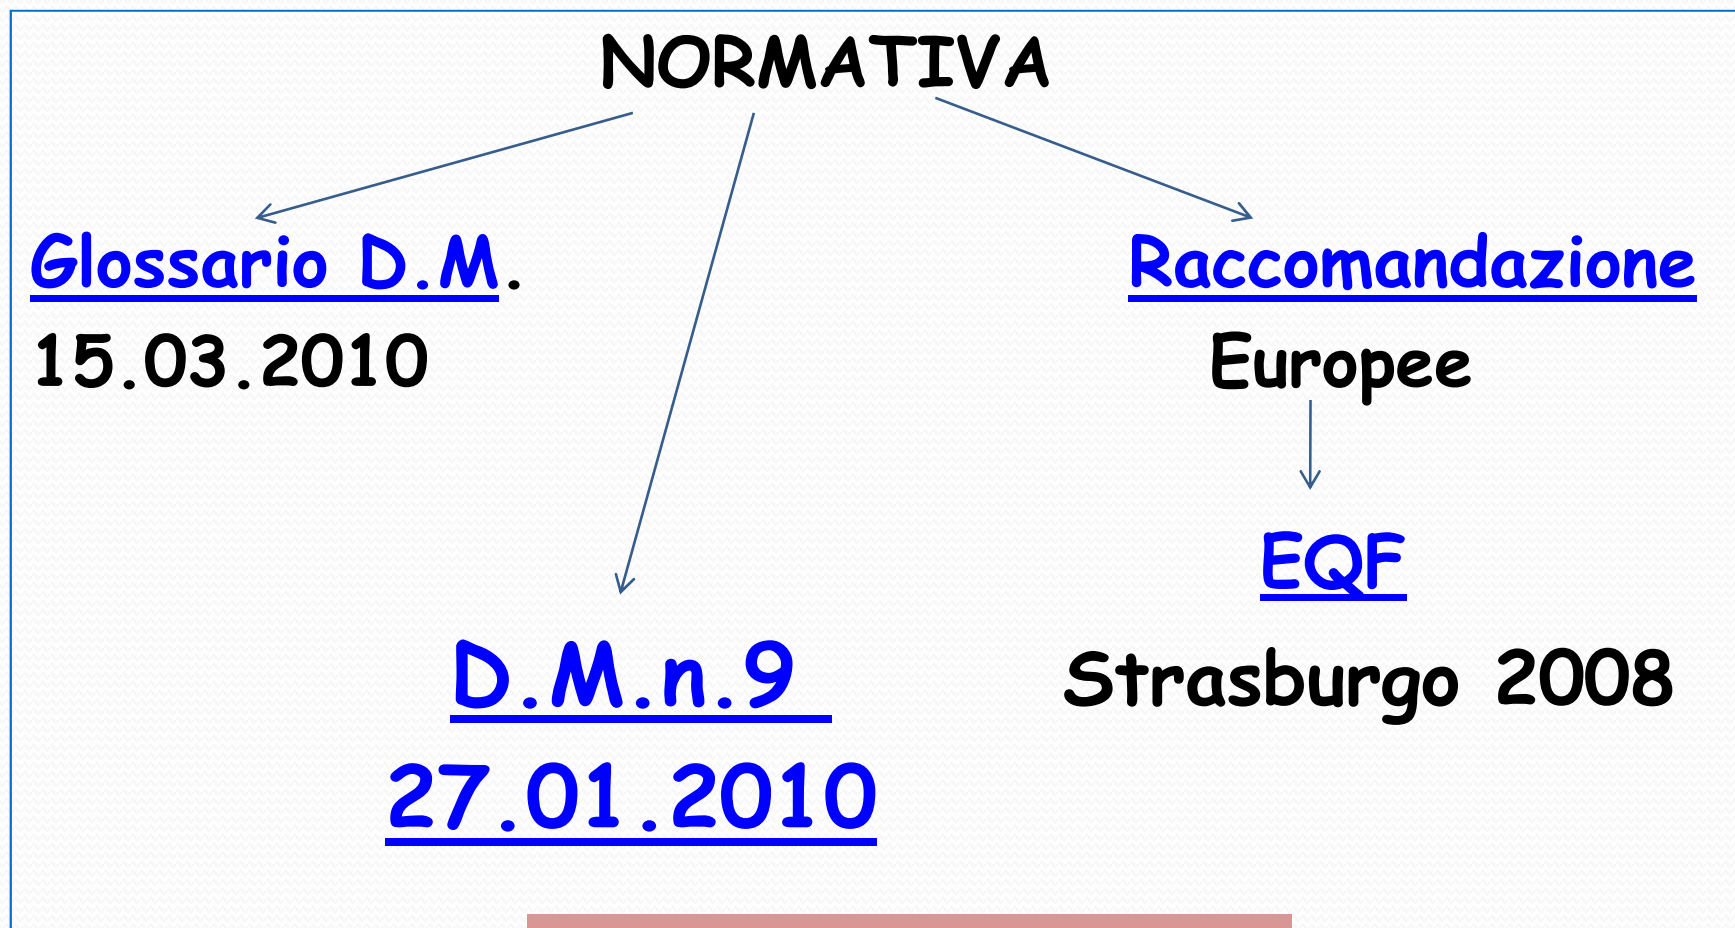 NORMATIVA
Glossario D.M.
15.03.2010
Raccomandazione
Europee
EQF
Strasburgo 2008
D.M.n.9
27.01.2010